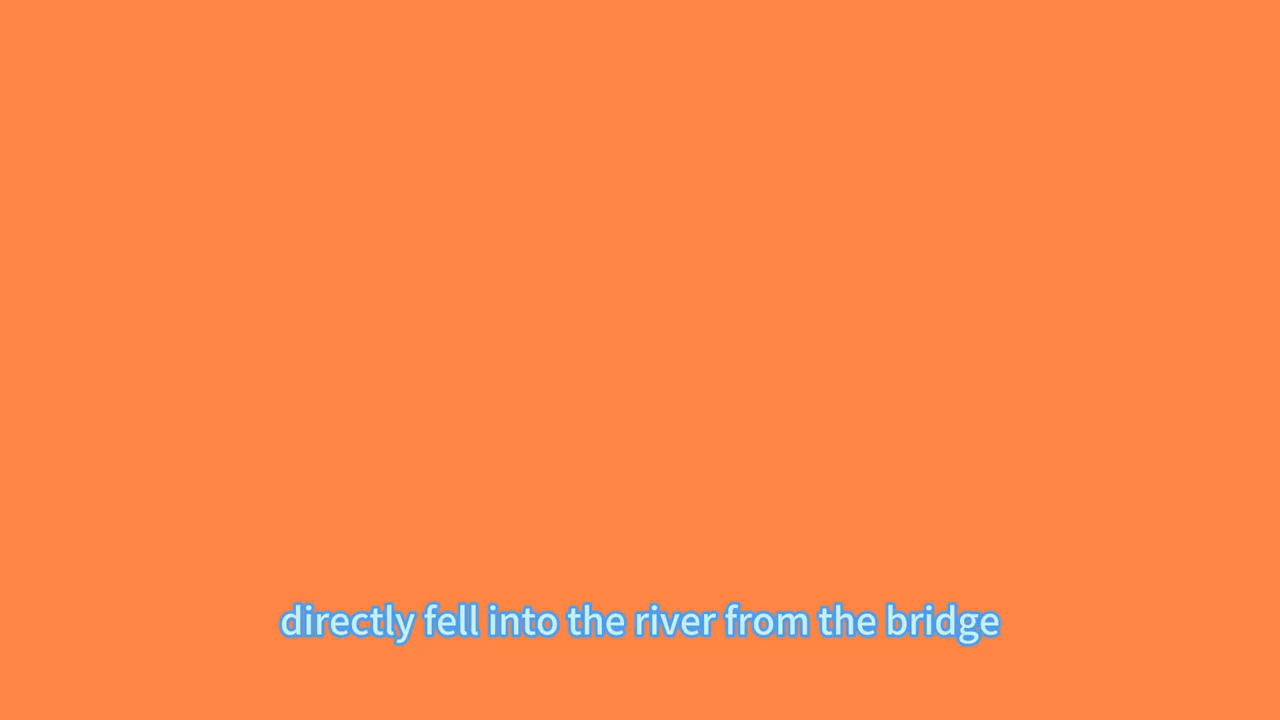 directly fell into the river from the bridge